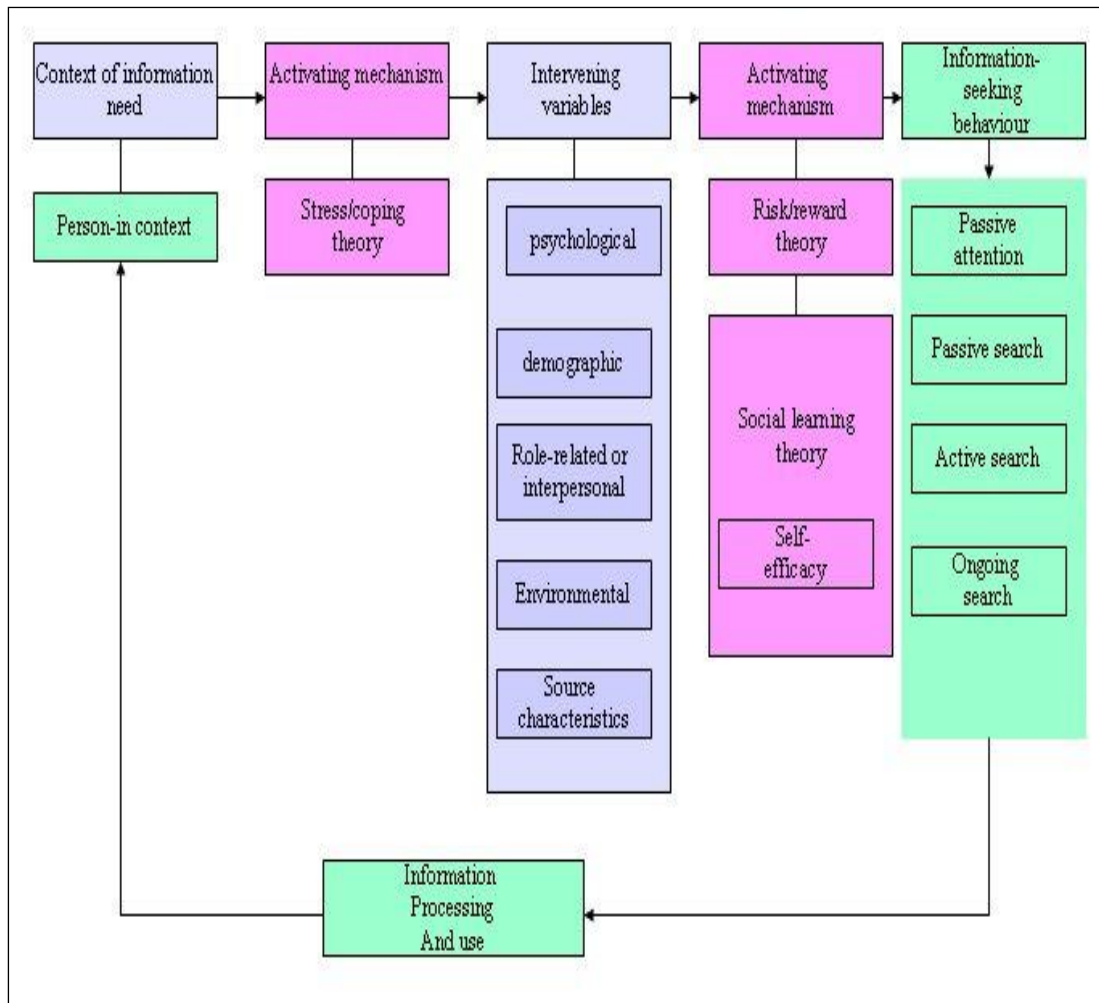 Context of information
need
Activating mechanism
Intervening
variables
Activating
mechanism
Information-
seeking
behaviour
Person-in context
Stress/coping
theory
psychological
demographic
Role-related or
interpersonal
Environmental
Source
characteristics
Risk/reward
theory
Social learning
theory
Self-
efficacy
Passive
attention
Passive search
Active search
Ongoing
search
Information
Processing
And use